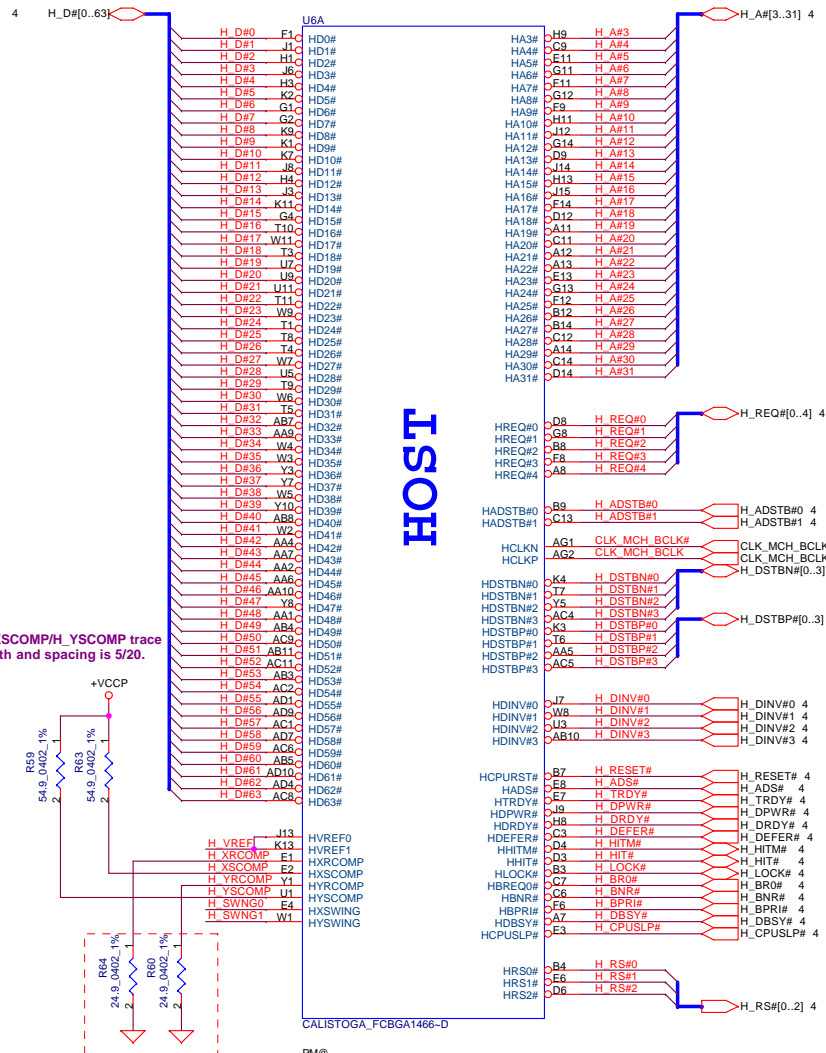 4 H_D#[0..63]
U6A
H_A#[3..31] 4
H_D#0 F1 HD0#
H_D#1 J1 HD1#
H_D#2 H1 HD2#
H_D#3 J6 HD3#
H_D#4 H3 HD4#
H_D#5 K2 HD5#
H_D#6 G1 HD6#
H_D#7 G2 HD7#
H_D#8 K9 HD8#
H_D#9 K1 HD9#
H_D#10 K7 HD10#
H_D#11 J8 HD11#
H_D#12 H4 HD12#
H_D#13 J3 HD13#
H_D#14 K11 HD14#
H_D#15 G4 HD15#
H_D#16 T10 HD16#
H_D#17 W11 HD17#
H_D#18 T3 HD18#
H_D#19 U7 HD19#
H_D#20 U9 HD20#
H_D#21 U11 HD21#
H_D#22 T11 HD22#
H_D#23 W9 HD23#
H_D#24 T1 HD24#
H_D#25 T8 HD25#
H_D#26 T4 HD26#
H_D#27 W7 HD27#
H_D#28 U5 HD28#
H_D#29 T9 HD29#
H_D#30 W6 HD30#
H_D#31 T5 HD31#
H_D#32 AB7 HD32#
H_D#33 AA9 HD33#
H_D#34 W4 HD34#
H_D#35 W3 HD35#
H_D#36 Y3 HD36#
H_D#37 Y7 HD37#
H_D#38 W5 HD38#
H_D#39 Y10 HD39#
H_D#40 AB8 HD40#
H_D#41 W2 HD41#
H_D#42 AA4 HD42#
H_D#43 AA7 HD43#
H_D#44 AA2 HD44#
H_D#45 AA6 HD45#
H_D#46 AA10 HD46#
H_D#47 Y8 HD47#
H_D#48 AA1 HD48#
H_D#49 AB4 HD49#
H_D#50 AC9 HD50#
H_D#51 AB11 HD51#
H_D#52 AC11 HD52#
H_D#53 AB3 HD53#
H_D#54 AC2 HD54#
H_D#55 AD1 HD55#
H_D#56 AD9 HD56#
H_D#57 AC1 HD57#
H_D#58 AD7 HD58#
H_D#59 AC6 HD59#
H_D#60 AB5 HD60#
H_D#61 AD10 HD61#
H_D#62 AD4 HD62#
H_D#63 AC8 HD63#
SCOMP/H_YSCOMP trace
th and spacing is 5/20.
+VCCP
R59
54.9_0402_1%
1
2
R63
54.9_0402_1%
1
2
H_VREF J13 HVREF0
K13 HVREF1
H_XRCOMP E1 HXRCOMP
H_XSCOMP E2 HXSCOMP
H_YRCOMP Y1 HYRCOMP
H_YSCOMP U1 HYSCOMP
H_SWNG0 E4 HXSWING
H_SWNG1 W1 HYSWING
R64
24.9_0402_1%
1
2
R60
24.9_0402_1%
1
2
HOST
HA3# H9 H_A#3
HA4# C9 H_A#4
HA5# E11 H_A#5
HA6# G11 H_A#6
HA7# F11 H_A#7
HA8# G12 H_A#8
HA9# F9 H_A#9
HA10# H11 H_A#10
HA11# J12 H_A#11
HA12# G14 H_A#12
HA13# D9 H_A#13
HA14# J14 H_A#14
HA15# H13 H_A#15
HA16# J15 H_A#16
HA17# F14 H_A#17
HA18# D12 H_A#18
HA19# A11 H_A#19
HA20# C11 H_A#20
HA21# A12 H_A#21
HA22# A13 H_A#22
HA23# E13 H_A#23
HA24# G13 H_A#24
HA25# F12 H_A#25
HA26# B12 H_A#26
HA27# B14 H_A#27
HA28# C12 H_A#28
HA29# A14 H_A#29
HA30# C14 H_A#30
HA31# D14 H_A#31
HREQ#0 D8 H_REQ#0 H_REQ#[0..4] 4
HREQ#1 G8 H_REQ#1
HREQ#2 B8 H_REQ#2
HREQ#3 F8 H_REQ#3
HREQ#4 A8 H_REQ#4
HADSTB#0 B9 H_ADSTB#0 H_ADSTB#0 4
HADSTB#1 C13 H_ADSTB#1 H_ADSTB#1 4
HCLKN AG1 CLK_MCH_BCLK# CLK_MCH_BCLK
HCLKP AG2 CLK_MCH_BCLK CLK_MCH_BCLK
H_DSTBN#[0..3]
HDSTBN#0 K4 H_DSTBN#0
HDSTBN#1 T7 H_DSTBN#1
HDSTBN#2 Y5 H_DSTBN#2
HDSTBN#3 AC4 H_DSTBN#3
HDSTBP#0 K3 H_DSTBP#0 H_DSTBP#[0..3]
HDSTBP#1 T6 H_DSTBP#1
HDSTBP#2 AA5 H_DSTBP#2
HDSTBP#3 AC5 H_DSTBP#3
HDINV#0 J7 H_DINV#0 H_DINV#0 4
HDINV#1 W8 H_DINV#1 H_DINV#1 4
HDINV#2 U3 H_DINV#2 H_DINV#2 4
HDINV#3 AB10 H_DINV#3 H_DINV#3 4
HCPURST# B7 H_RESET# H_RESET# 4
HADS# E8 H_ADS# H_ADS# 4
HTRDY# E7 H_TRDY# H_TRDY# 4
HDPWR# J9 H_DPWR# H_DPWR# 4
HDRDY# H8 H_DRDY# H_DRDY# 4
HDEFER# C3 H_DEFER# H_DEFER# 4
HHITM# D4 H_HITM# H_HITM# 4
HHIT# D3 H_HIT# H_HIT# 4
HLOCK# B3 H_LOCK# H_LOCK# 4
HBREQ0# C7 H_BR0# H_BR0# 4
HBNR# C6 H_BNR# H_BNR# 4
HBPRI# F6 H_BPRI# H_BPRI# 4
HDBSY# A7 H_DBSY# H_DBSY# 4
HCPUSLP# E3 H_CPUSLP# H_CPUSLP# 4
HRS0# B4 H_RS#0
HRS1# E6 H_RS#1
HRS2# D6 H_RS#2
H_RS#[0..2] 4
CALISTOGA_FCBGA1466~D
PM@